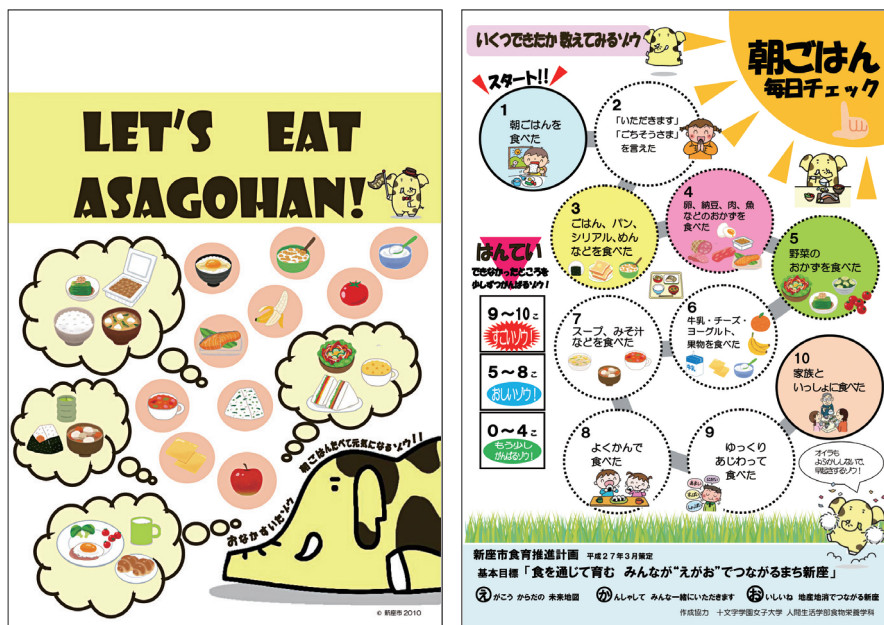 LET'S EAT
ASAGOHAN!
朝ごはんたべて元気になるゾウ!!
おなかすいたゾウ
© 新座市 2010
いくつできたか 数えてみるゾウ
朝ごはん
毎日チェック
スタート!!
1
朝ごはんを
食べた
2
「いただきます」
「ごちそうさま」
を言えた
3
ごはん、パン、
シリアル、めん
などを食べた
4
卵、納豆、肉、魚
などのおかずを
食べた
5
野菜の
おかずを食べた
6
牛乳・チーズ・
ヨーグルト、
果物を食べた
7
スープ、みそ汁
などを食べた
8
よくかんで
食べた
9
ゆっくり
あじわって
食べた
10
家族と
いっしょに食べた
はんてい
できなかったところを
少しずつがんばるゾウ!
9～10こ
すごいゾウ!
5～8こ
おしいゾウ!
0～4こ
もう少し
がんばるゾウ!
オイラも
よふかししないで、
早起きするゾウ!
新座市食育推進計画 平成27年3月策定
基本目標「食を通じて育む みんなが“えがお”でつながるまち新座」
えがこう からだの 未来地図 かんしゃして みんな一緒にいただきます おいしいね 地産地消でつながる新座
作成協力 十文字学園女子大学 人間生活学部食物栄養学科